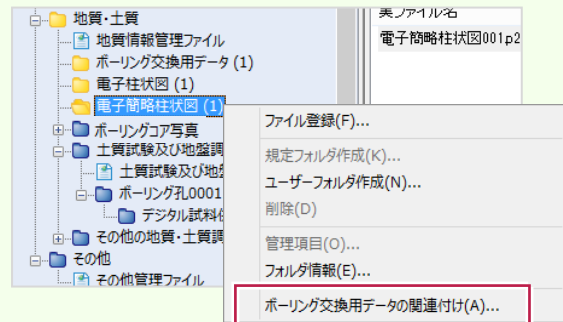 地質・土質
地質情報管理ファイル
ボーリング交換用データ (1)
電子柱状図 (1)
電子簡略柱状図 (1)
ボーリングコア写真
土質試験及び地盤調
土質試験及び地
ボーリング孔0001
デジタル試料
その他の地質・土質調
その他
その他管理ファイル
実ファイル名
電子簡略柱状図001.p2
ファイル登録(F)...
規定フォルダ作成(K)...
ユーザーフォルダ作成(N)...
削除(D)
管理項目(O)...
フォルダ情報(E)...
ボーリング交換用データの関連付け(A)...